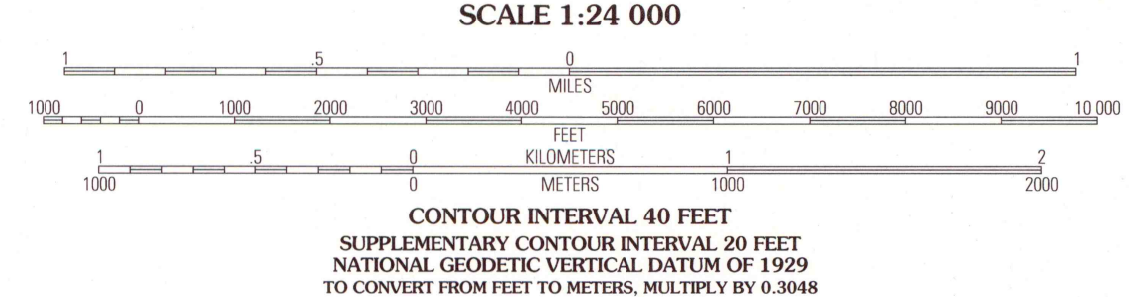 SCALE 1:24 000
1 .5 0 1
MILES
1000 0 1000 2000 3000 4000 5000 6000 7000 8000 9000 10 000
FEET
1 .5 0 KILOMETERS 1 2
1000 0 METERS 1000 2000
CONTOUR INTERVAL 40 FEET
SUPPLEMENTARY CONTOUR INTERVAL 20 FEET
NATIONAL GEODETIC VERTICAL DATUM OF 1929
TO CONVERT FROM FEET TO METERS, MULTIPLY BY 0.3048